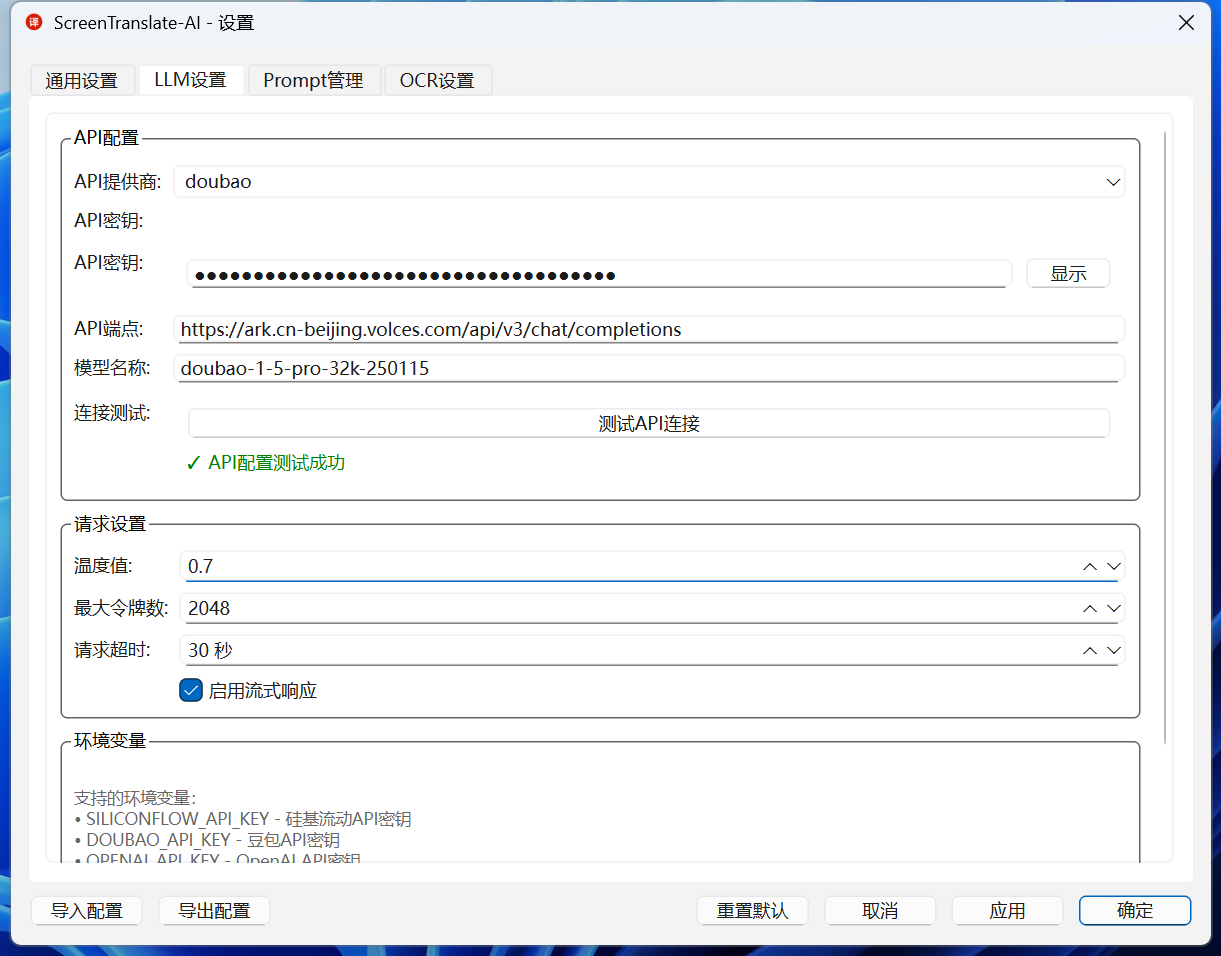 译 ScreenTranslate-AI - 设置
通用设置 LLM设置 Prompt管理 OCR设置
API配置
API提供商: doubao
API密钥:
API密钥: ●●●●●●●●●●●●●●●●●●●●●●●●●●●●●●●●●●●● 显示
API端点: https://ark.cn-beijing.volces.com/api/v3/chat/completions
模型名称: doubao-1-5-pro-32k-250115
连接测试: 测试API连接
✓ API配置测试成功
请求设置
温度值: 0.7
最大令牌数: 2048
请求超时: 30 秒
启用流式响应
环境变量
支持的环境变量:
• SILICONFLOW_API_KEY - 硅基流动API密钥
• DOUBAO_API_KEY - 豆包API密钥
• OPENAI_API_KEY - OpenAI API密钥
导入配置 导出配置 重置默认 取消 应用 确定